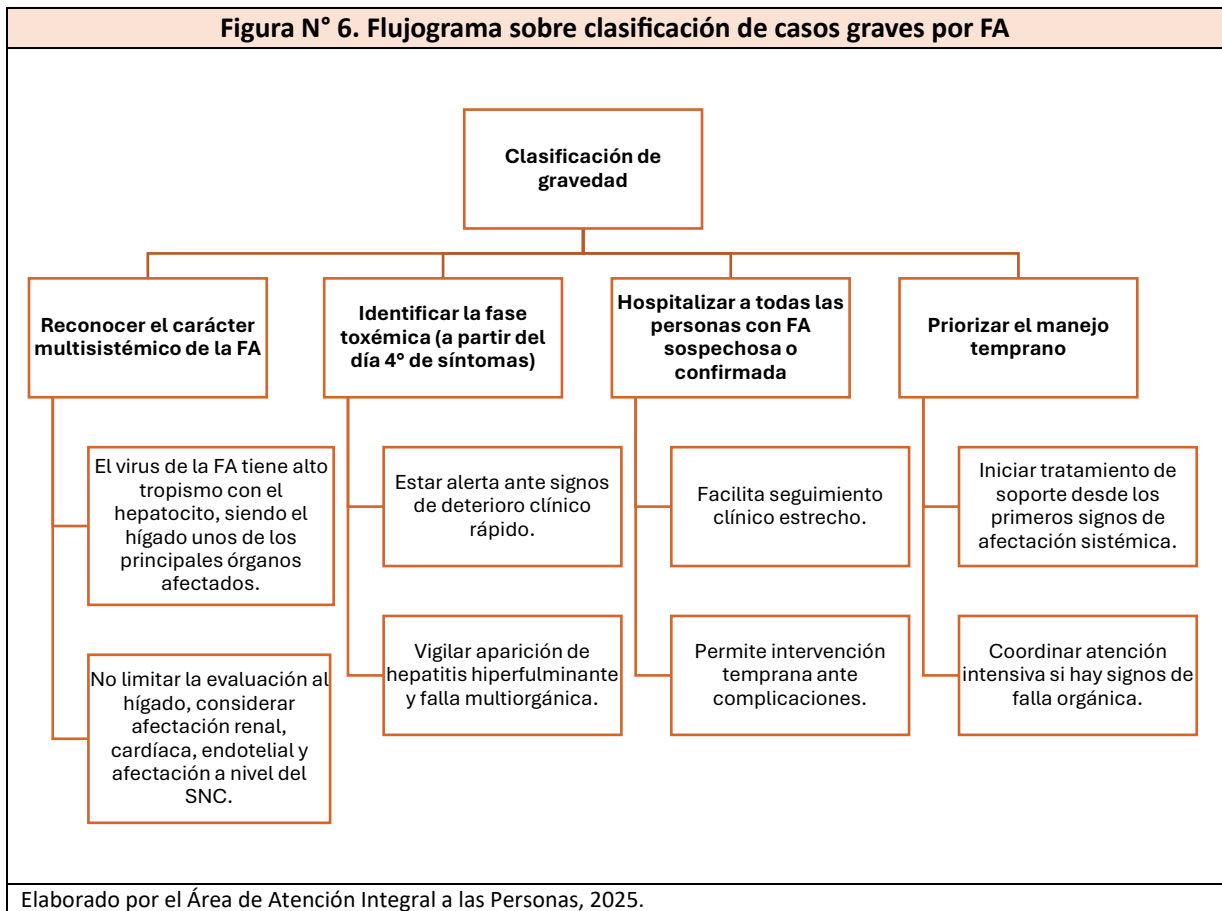 Figura N° 6. Flujograma sobre clasificación de casos graves por FA
Clasificación de
gravedad
Reconocer el carácter
multisistémico de la FA
El virus de la FA tiene alto
tropismo con el
hepatocito, siendo el
hígado unos de los
principales órganos
afectados.
No limitar la evaluación al
hígado, considerar
afectación renal,
cardíaca, endotelial y
afectación a nivel del
SNC.
Identificar la fase
toxémica (a partir del
día 4° de síntomas)
Estar alerta ante signos
de deterioro clínico
rápido.
Vigilar aparición de
hepatitis hiperfulminante
y falla multiorgánica.
Hospitalizar a todas las
personas con FA
sospechosa o
confirmada
Facilita seguimiento
clínico estrecho.
Permite intervención
temprana ante
complicaciones.
Priorizar el manejo
temprano
Iniciar tratamiento de
soporte desde los
primeros signos de
afectación sistémica.
Coordinar atención
intensiva si hay signos de
falla orgánica.
Elaborado por el Área de Atención Integral a las Personas, 2025.